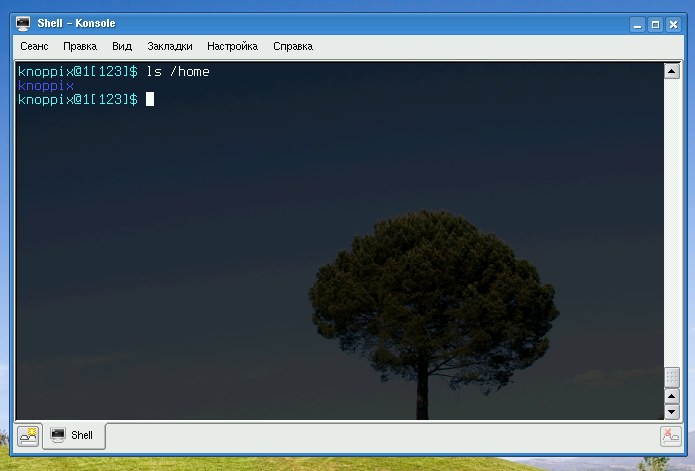 Shell - Konsole
Сеанс Правка Вид Закладки Настройка Справка
knoppix@1[123]$ ls /home
knoppix
knoppix@1[123]$
Shell